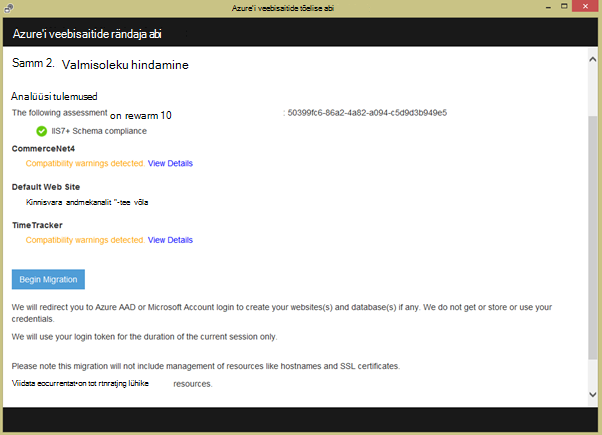 Azure'i veebisaitide tõelise abi
Azure'i veebisaitide rändaja abi
Samm 2. Valmisoleku hindamine
Analüüsi tulemused
The following assessment on rewarm 10 : 50399fc6-86a2-4a82-a094-c5d9d3b949e5
IIS7+ Schema compliance
CommerceNet4
Compatibility warnings detected. View Details
Default Web Site
Kinnisvara andmekanalit "-tee võla
TimeTracker
Compatibility warnings detected. View Details
Begin Migration
We will redirect you to Azure AAD or Microsoft Account login to create your websites(s) and database(s) if any. We do not get or store or use your
credentials.
We will use your login token for the duration of the current session only.
Please note this migration will not include management of resources like hostnames and SSL certificates.
Viidata lühike resources.